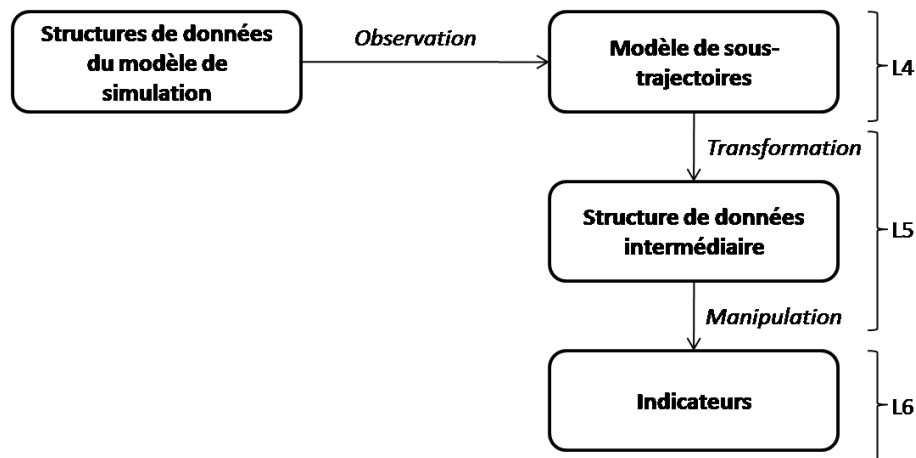 Structures de données
du modèle de
simulation
Observation
Modèle de sous-
trajectoires
L4
Transformation
Structure de données
intermédiaire
L5
Manipulation
Indicateurs
L6